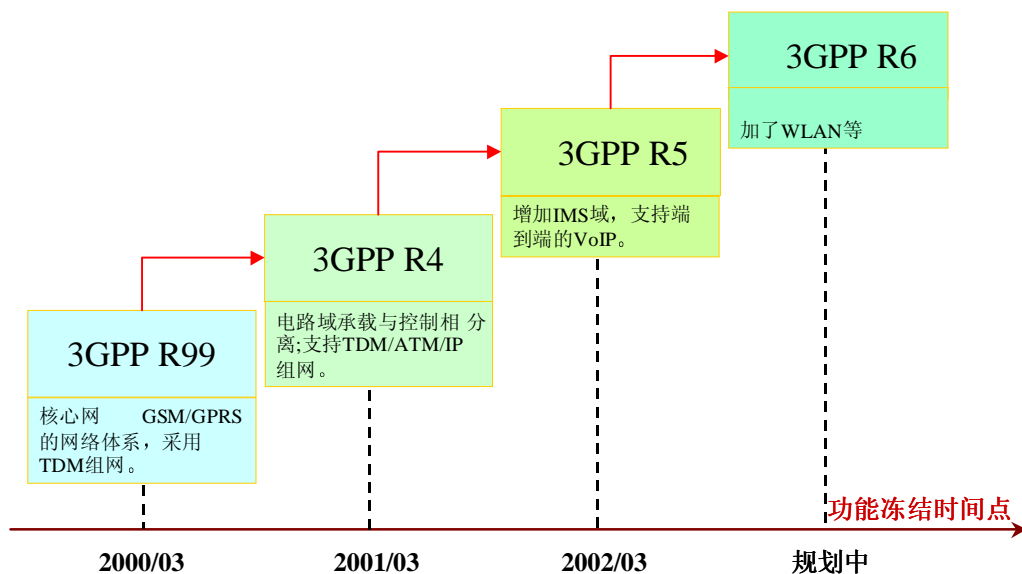 3GPP R6
加了WLAN等
3GPP R5
增加IMS域，支持端
到端的VoIP。
3GPP R4
电路域承载与控制相 分
离;支持TDM/ATM/IP
组网。
3GPP R99
核心网 GSM/GPRS
的网络体系，采用
TDM组网。
功能冻结时间点
2000/03 2001/03 2002/03 规划中